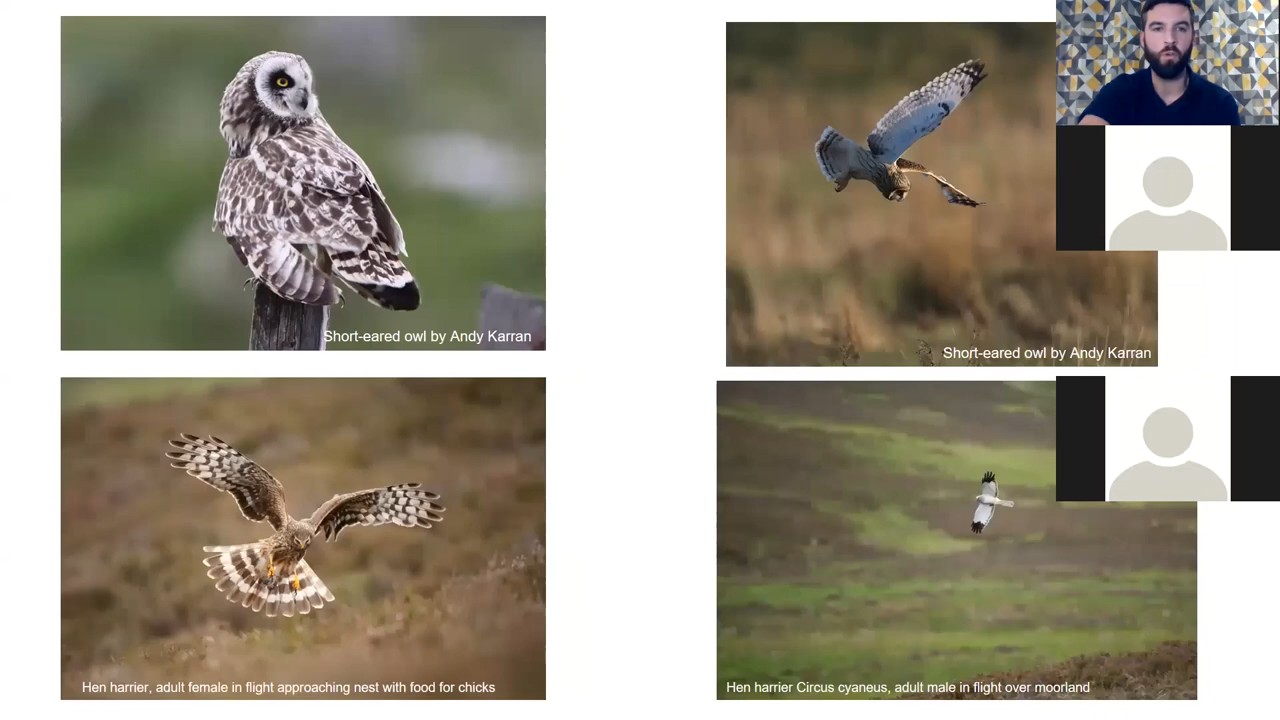 Short-eared owl by Andy Karran
Short-eared owl by Andy Karran
Hen harrier, adult female in flight approaching nest with food for chicks
Hen harrier Circus cyaneus, adult male in flight over moorland